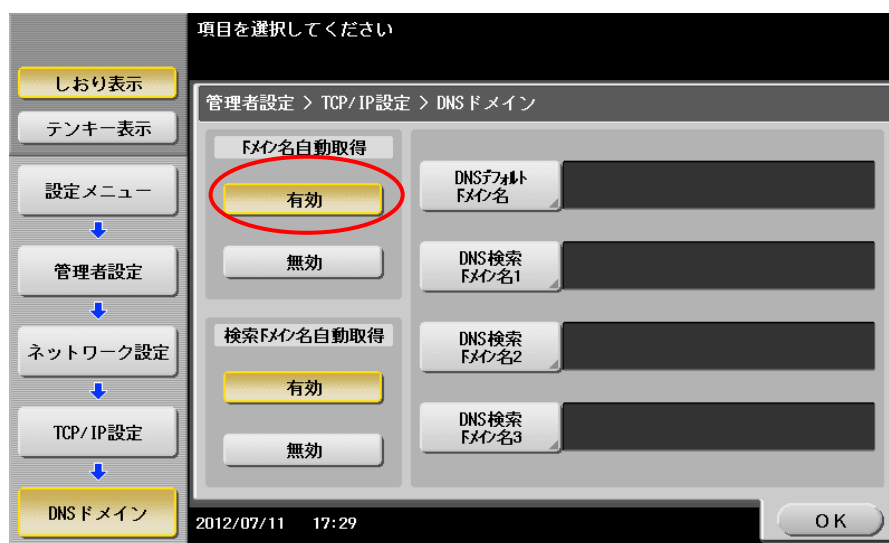 項目を選択してください
しおり表示
テンキー表示
設定メニュー
管理者設定
ネットワーク設定
TCP/IP設定
DNSドメイン
管理者設定 > TCP/IP設定 > DNSドメイン
ドメイン名自動取得
有効
無効
検索ドメイン名自動取得
有効
無効
DNSデフォルト
ドメイン名
DNS検索
ドメイン名1
DNS検索
ドメイン名2
DNS検索
ドメイン名3
2012/07/11 17:29
OK